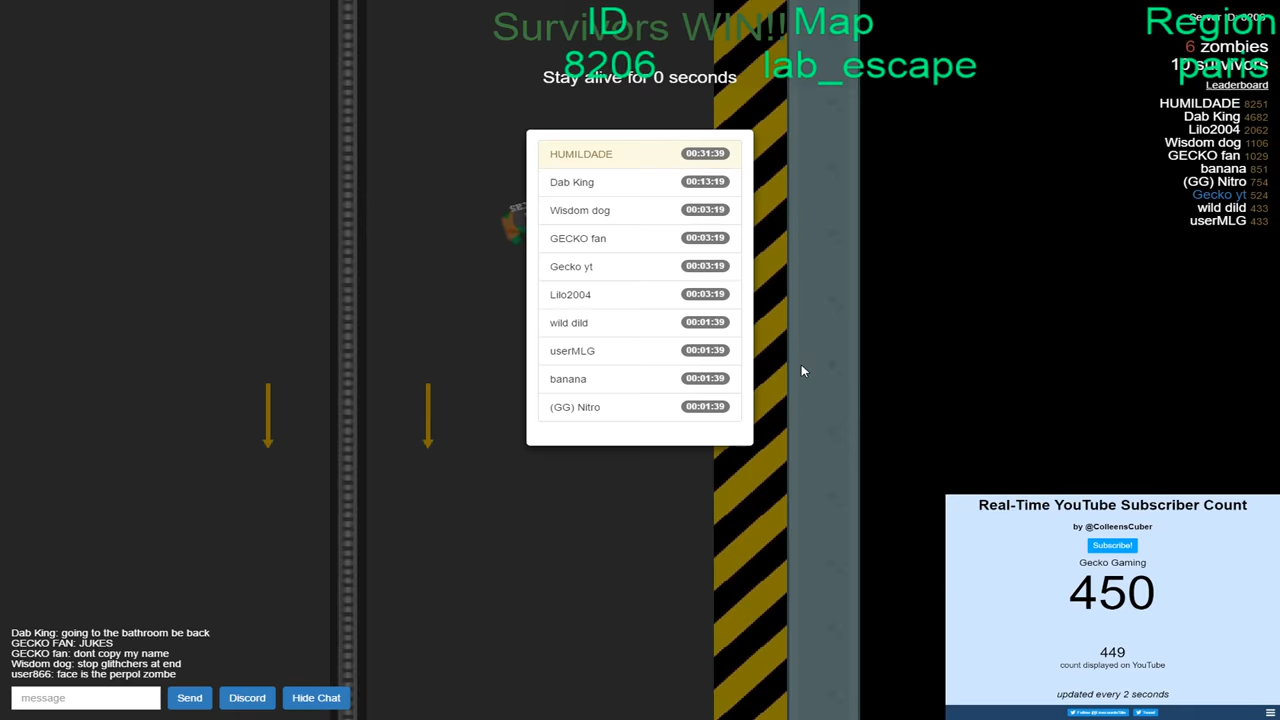 Survivors WIN!!
ID
8206
Map
lab_escape
Region
paris
Stay alive for 0 seconds
Server ID: 8206
6 zombies
survivors
Leaderboard
HUMILDADE 8251
Dab King 4682
Lilo2004 2062
Wisdom dog 1106
GECKO fan 1029
banana 851
(GG) Nitro 754
Gecko yt 524
wild dild 433
userMLG 433
HUMILDADE 00:31:39
Dab King 00:13:19
Wisdom dog 00:03:19
GECKO fan 00:03:19
Gecko yt 00:03:19
Lilo2004 00:03:19
wild dild 00:01:39
userMLG 00:01:39
banana 00:01:39
(GG) Nitro 00:01:39
Real-Time YouTube Subscriber Count
by @ColleensCuber
Subscribe!
Gecko Gaming
450
449
count displayed on YouTube
updated every 2 seconds
Dab King: going to the bathroom be back
GECKO FAN: JUKES
GECKO fan: dont copy my name
Wisdom dog: stop glithchers at end
user866: face is the perpol zombe
message
Send
Discord
Hide Chat